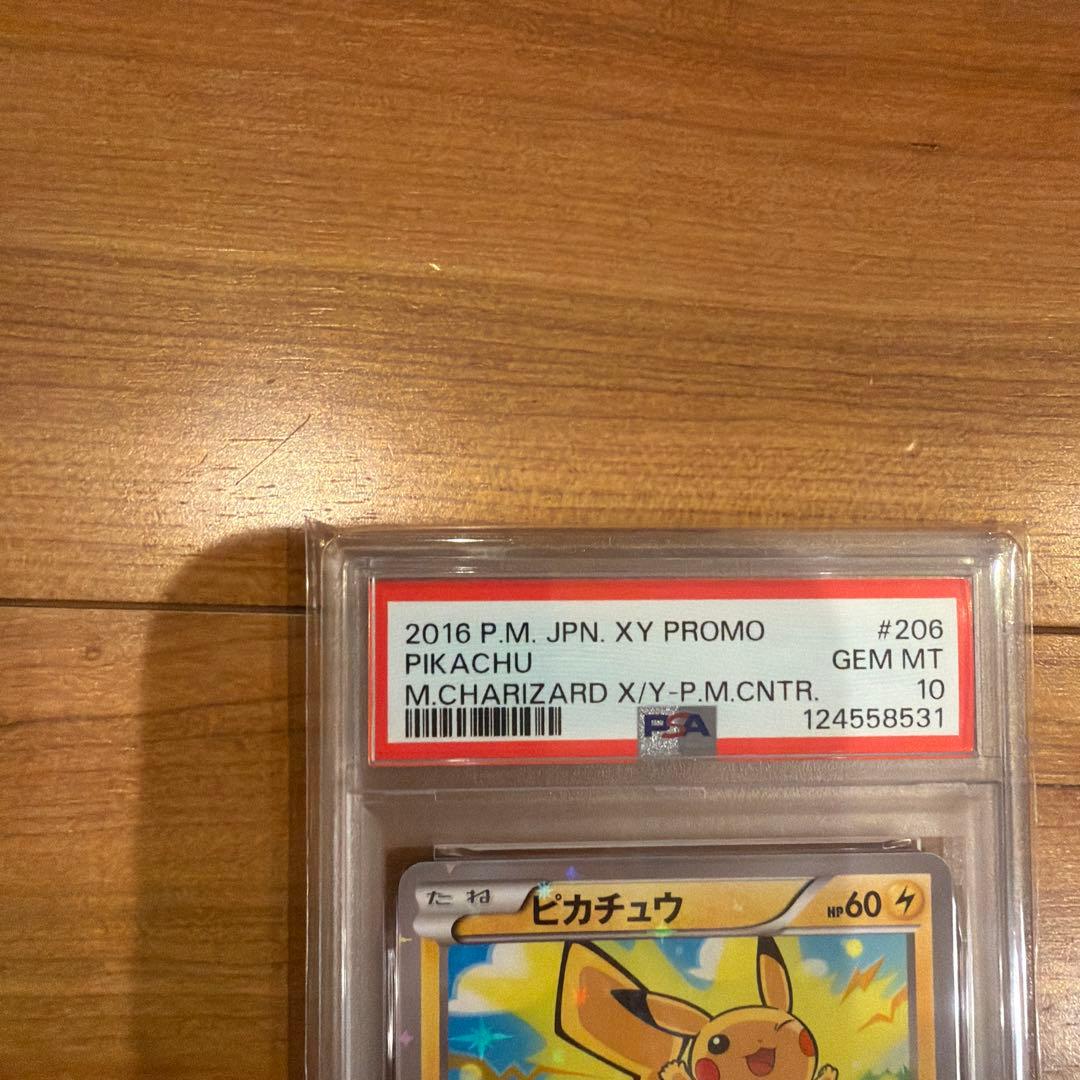 2016 P.M. JPN. XY PROMO #206
PIKACHU GEM MT
M.CHARIZARD X/Y-P.M.CNTR. 10
PSA 124558531
たね ピカチュウ HP60